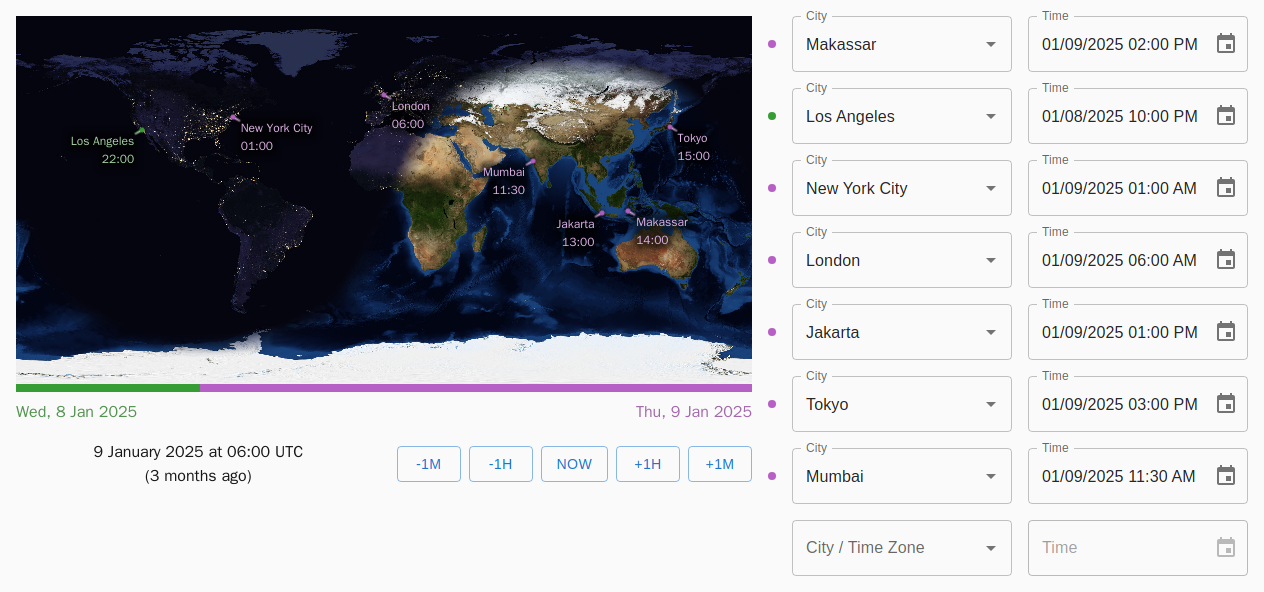 London
06:00
New York City
01:00
Los Angeles
22:00
Tokyo
15:00
Mumbai
11:30
Jakarta
13:00
Makassar
14:00
Wed, 8 Jan 2025
Thu, 9 Jan 2025
9 January 2025 at 06:00 UTC
(3 months ago)
-1M
-1H
NOW
+1H
+1M
City
Makassar
Time
01/09/2025 02:00 PM
City
Los Angeles
Time
01/08/2025 10:00 PM
City
New York City
Time
01/09/2025 01:00 AM
City
London
Time
01/09/2025 06:00 AM
City
Jakarta
Time
01/09/2025 01:00 PM
City
Tokyo
Time
01/09/2025 03:00 PM
City
Mumbai
Time
01/09/2025 11:30 AM
City / Time Zone
Time